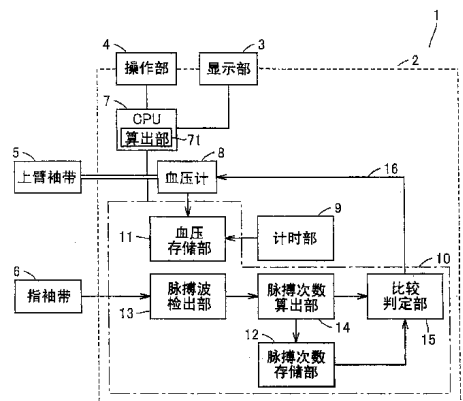 1
4
3
2
操作部
显示部
7
CPU
算出部
71
5
8
上臂袖带
血压计
16
9
血压
存储部
计时部
11
10
6
指袖带
脉搏波
检出部
脉搏次数
算出部
比较
判定部
13
12
14
15
脉搏次数
存储部